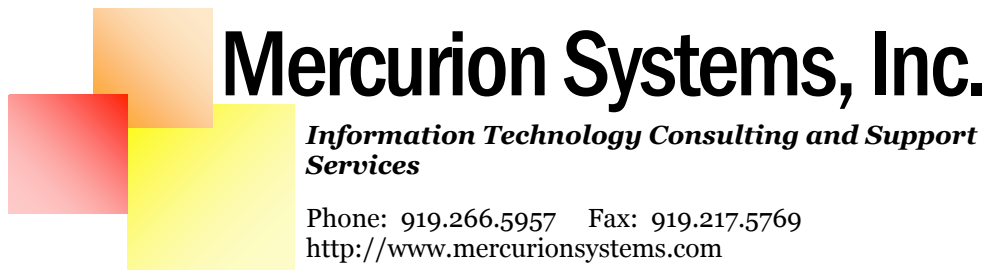 Mercurion Systems, Inc.
Information Technology Consulting and Support
Services
Phone: 919.266.5957 Fax: 919.217.5769
http://www.mercurionsystems.com